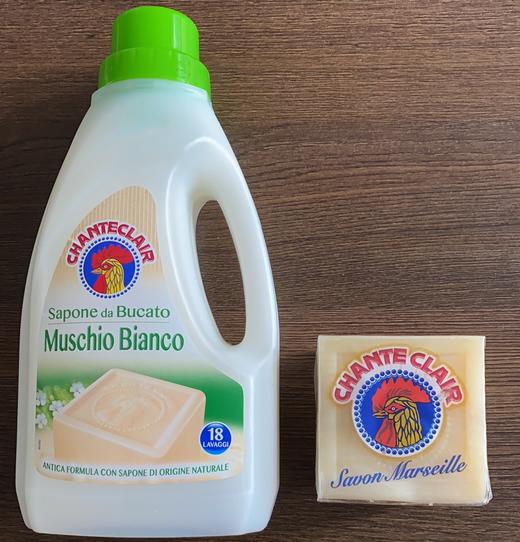 CHANTECLAIR
Sapone da Bucato
Muschio Bianco
18
LAVAGGI
ANTICA FORMULA CON SAPONE DI ORIGINE NATURALE
CHANTE CLAIR
Savon Marseille